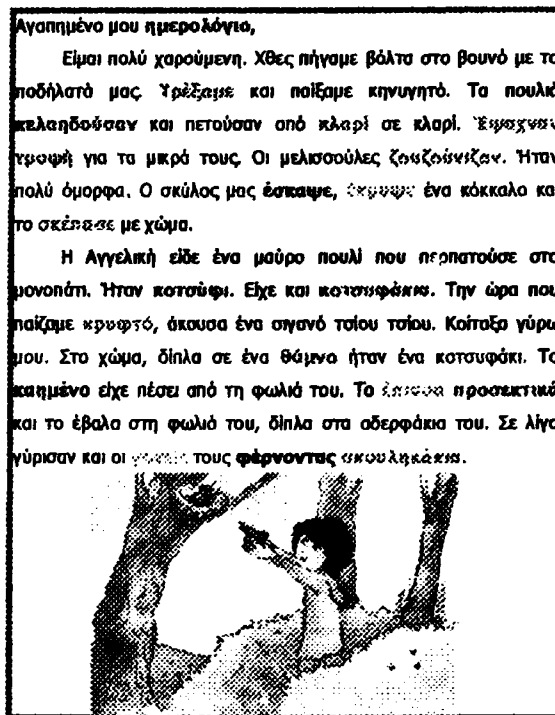 Αγαπημένο μου ημερολόγιο,
Είμαι πολύ χαρούμενη. Χθες πήγαμε βόλτα στο βουνό με τα
ποδήλατά μας. Τρέξαμε και παίξαμε κηνυγητό. Τα πουλιά
κελαηδούσαν και πετούσαν από κλαρί σε κλαρί. Έψαχναν
τροφή για τα μικρά τους. Οι μελισσούλες ζουζούνιζαν. Ήταν
πολύ όμορφα. Ο σκύλος μας έσκαψε, έκρυψε ένα κόκκαλο και
το σκέπασε με χώμα.
Η Αγγελική είδε ένα μαύρο πουλί που περπατούσε στο
μονοπάτι. Ήταν κοτσύφι. Είχε και κοτσυφάκια. Την ώρα που
παίζαμε κρυφτό, άκουσα ένα σιγανό τσίου τσίου. Κοίταξα γύρω
μου. Στο χώμα, δίπλα σε ένα θάμνο ήταν ένα κοτσυφάκι. Το
καημένο είχε πέσει από τη φωλιά του. Το έπιασα προσεκτικά
και το έβαλα στη φωλιά του, δίπλα στα αδερφάκια του. Σε λίγο
γύρισαν και οι γονείς τους φέρνοντας σκουληκάκια.